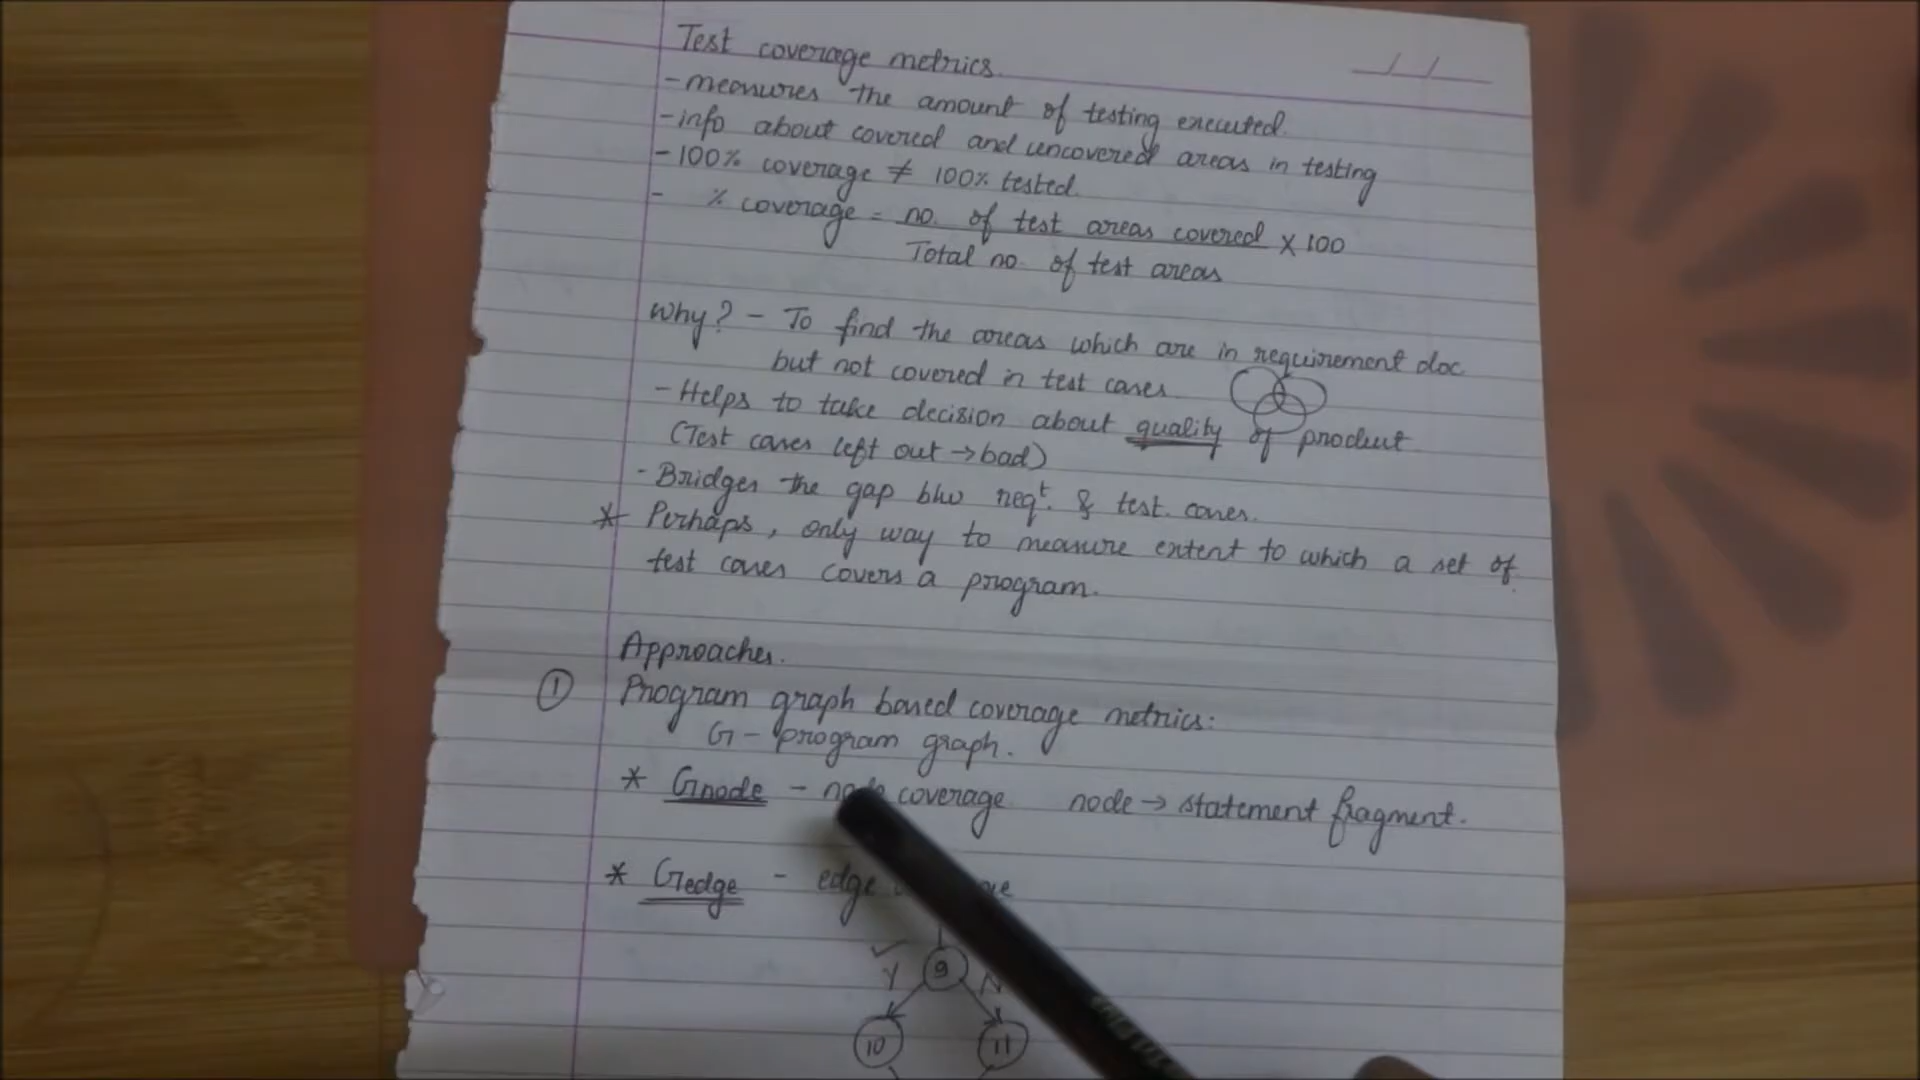 Test coverage metrics.
- measures the amount of testing executed.
- info about covered and uncovered areas in testing
- 100% coverage ≠ 100% tested.
- % coverage = no. of test areas covered × 100
Total no. of test areas
Why? - To find the areas which are in requirement doc
but not covered in test cases.
- Helps to take decision about quality of product
(Test cases left out → bad)
- Bridges the gap b/w reqt. & test cases.
* Perhaps, only way to measure extent to which a set of
test cases covers a program.
Approaches.
① Program graph based coverage metrics:
G - program graph.
* Gnode - node coverage node → statement fragment.
* Gedge - edge
9
Y N
10 11